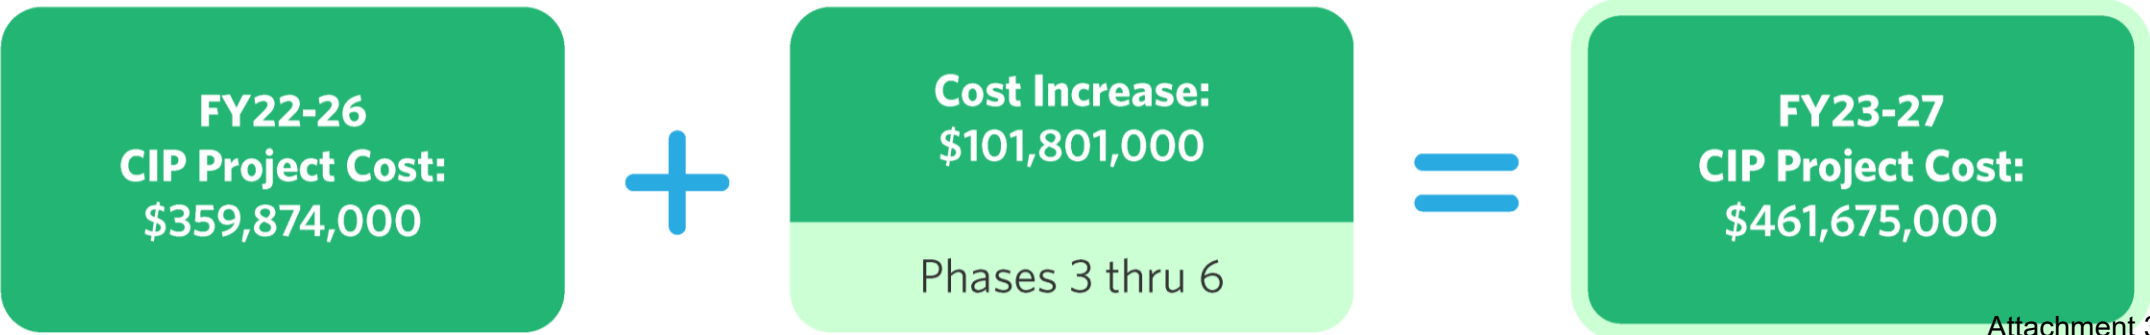 FY22-26
CIP Project Cost:
$359,874,000
+
Cost Increase:
$101,801,000
Phases 3 thru 6
=
FY23-27
CIP Project Cost:
$461,675,000
Attachment 3